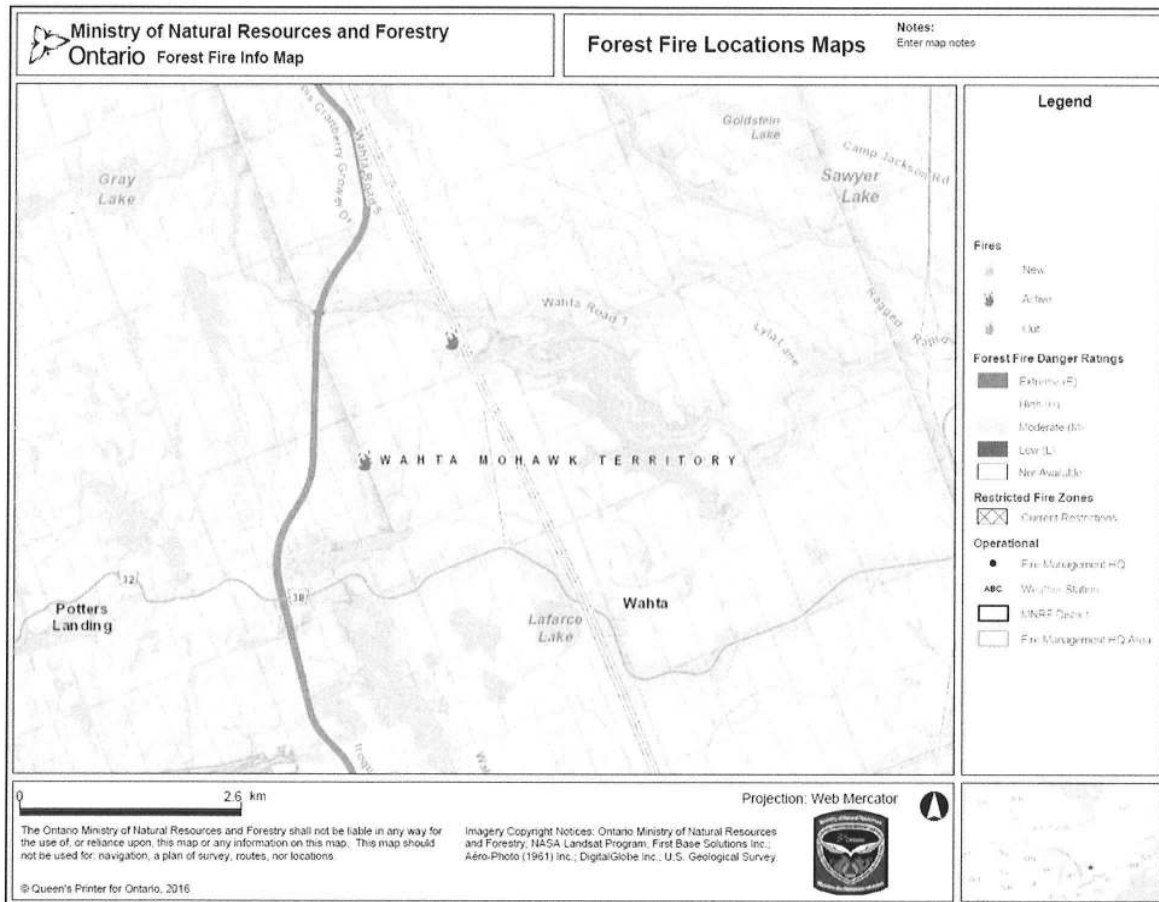 Ministry of Natural Resources and Forestry
Ontario Forest Fire Info Map
Forest Fire Locations Maps
Notes:
Enter map notes
Goldstein
Lake
Camp Jackson Rd
Sawyer
Lake
Gray
Lake
Cranberry Grower
Wahta Road 5
Wahta Road 1
Lyla Lane
Ragged Rapid
WAHTA MOHAWK TERRITORY
32
38
Potters
Landing
Wahta
Lafarce
Lake
Legend
Fires
New
Active
Out
Forest Fire Danger Ratings
Extreme (E)
Moderate (M)
Low (L)
Not Available
Restricted Fire Zones
Current Restrictions
Operational
Fire Management HQ
ABC Weather Station
MNRF District
Fire Management HQ Area
0 2.6 km
The Ontario Ministry of Natural Resources and Forestry shall not be liable in any way for
the use of, or reliance upon, this map or any information on this map. This map should
not be used for: navigation, a plan of survey, routes, nor locations.
© Queen's Printer for Ontario, 2016
Imagery Copyright Notices: Ontario Ministry of Natural Resources
and Forestry; NASA Landsat Program; First Base Solutions Inc.;
Aéro-Photo (1961) Inc.; DigitalGlobe Inc.; U.S. Geological Survey.
Projection: Web Mercator